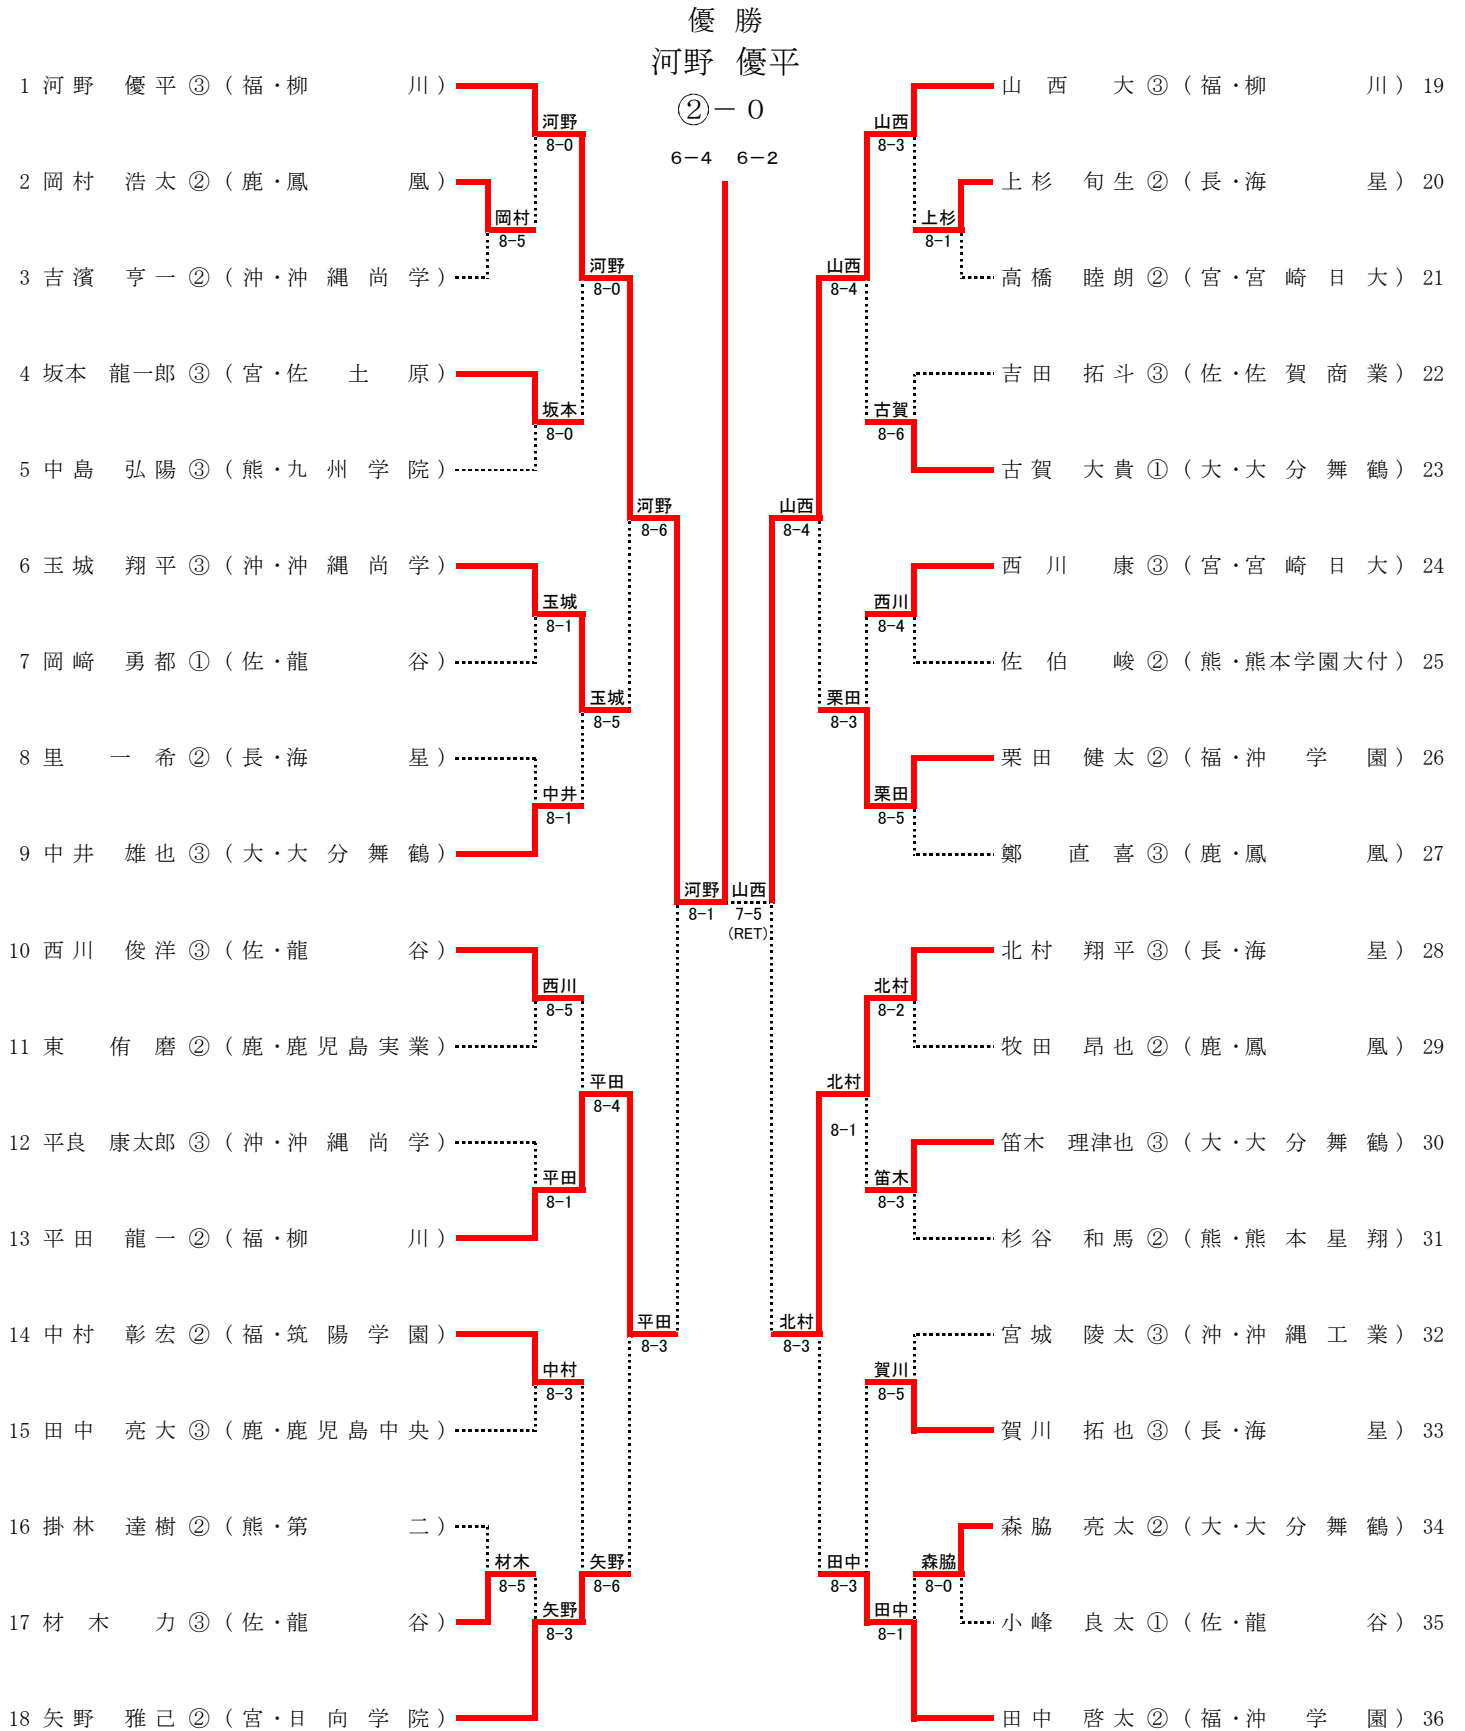 優 勝
河野 優平
②－０
6－4 6－2
1 河野 優平 ③ (福・柳川)
2 岡村 浩太 ② (鹿・鳳凰)
3 吉濱 亨一 ② (沖・沖縄尚学)
4 坂本 龍一郎 ③ (宮・佐土原)
5 中島 弘陽 ③ (熊・九州学院)
6 玉城 翔平 ③ (沖・沖縄尚学)
7 岡﨑 勇都 ① (佐・龍谷)
8 里 一希 ② (長・海星)
9 中井 雄也 ③ (大・大分舞鶴)
10 西川 俊洋 ③ (佐・龍谷)
11 東 侑磨 ② (鹿・鹿児島実業)
12 平良 康太郎 ③ (沖・沖縄尚学)
13 平田 龍一 ② (福・柳川)
14 中村 彰宏 ② (福・筑陽学園)
15 田中 亮大 ③ (鹿・鹿児島中央)
16 掛林 達樹 ② (熊・第二)
17 材木 力 ③ (佐・龍谷)
18 矢野 雅己 ② (宮・日向学院)
岡村
8-5
材木
8-5
河野
8-0
坂本
8-0
玉城
8-1
中井
8-1
西川
8-5
平田
8-1
中村
8-3
矢野
8-3
河野
8-0
玉城
8-5
平田
8-4
矢野
8-6
河野
8-6
平田
8-3
河野
8-1
山西
7-5
(RET)
山西
8-4
北村
8-3
山西
8-4
栗田
8-3
北村
8-1
田中
8-3
山西
8-3
古賀
8-6
西川
8-4
栗田
8-5
北村
8-2
笛木
8-3
賀川
8-5
田中
8-1
上杉
8-1
森脇
8-0
山西 大 ③ (福・柳川) 19
上杉 旬生 ② (長・海星) 20
高橋 睦朗 ② (宮・宮崎日大) 21
吉田 拓斗 ③ (佐・佐賀商業) 22
古賀 大貴 ① (大・大分舞鶴) 23
西川 康 ③ (宮・宮崎日大) 24
佐伯 峻 ② (熊・熊本学園大付) 25
栗田 健太 ② (福・沖学園) 26
鄭 直喜 ③ (鹿・鳳凰) 27
北村 翔平 ③ (長・海星) 28
牧田 昂也 ② (鹿・鳳凰) 29
笛木 理津也 ③ (大・大分舞鶴) 30
杉谷 和馬 ② (熊・熊本星翔) 31
宮城 陵太 ③ (沖・沖縄工業) 32
賀川 拓也 ③ (長・海星) 33
森脇 亮太 ② (大・大分舞鶴) 34
小峰 良太 ① (佐・龍谷) 35
田中 啓太 ② (福・沖学園) 36